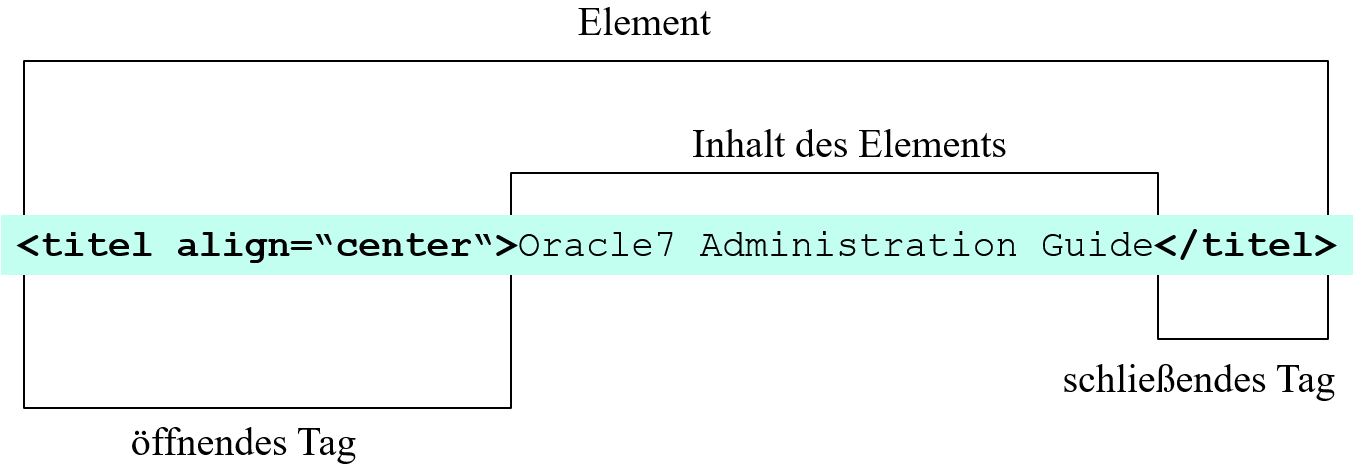 Element
Inhalt des Elements
<titel align=“center“>Oracle7 Administration Guide</titel>
schließendes Tag
öffnendes Tag